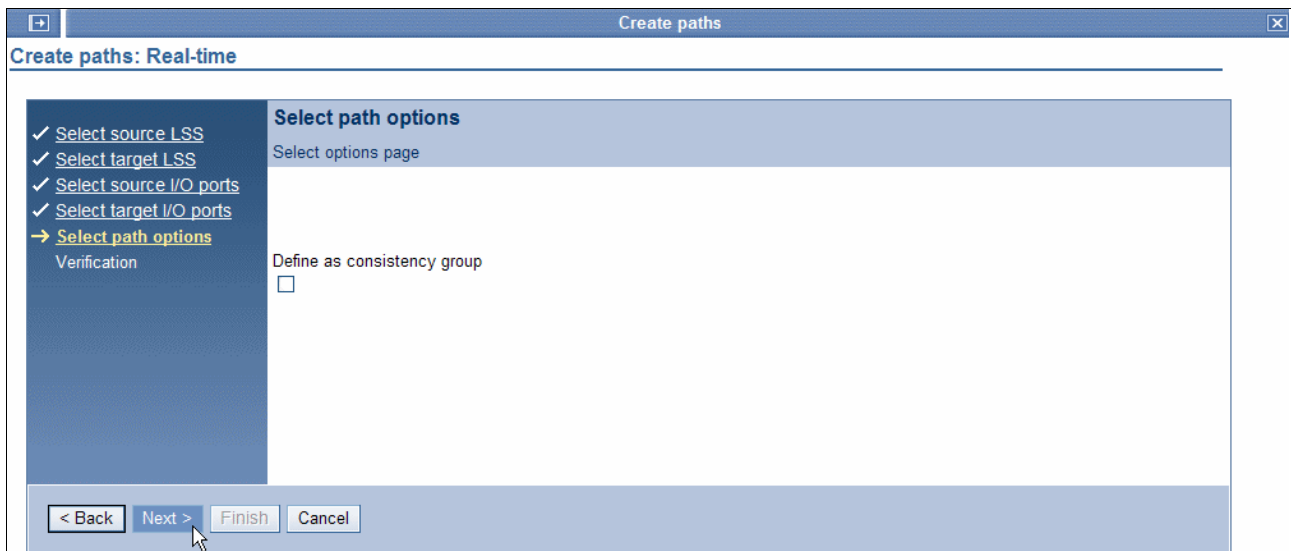 Create paths
Create paths: Real-time
Select source LSS
Select target LSS
Select source I/O ports
Select target I/O ports
Select path options
Verification
Select path options
Select options page
Define as consistency group
< Back
Next >
Finish
Cancel